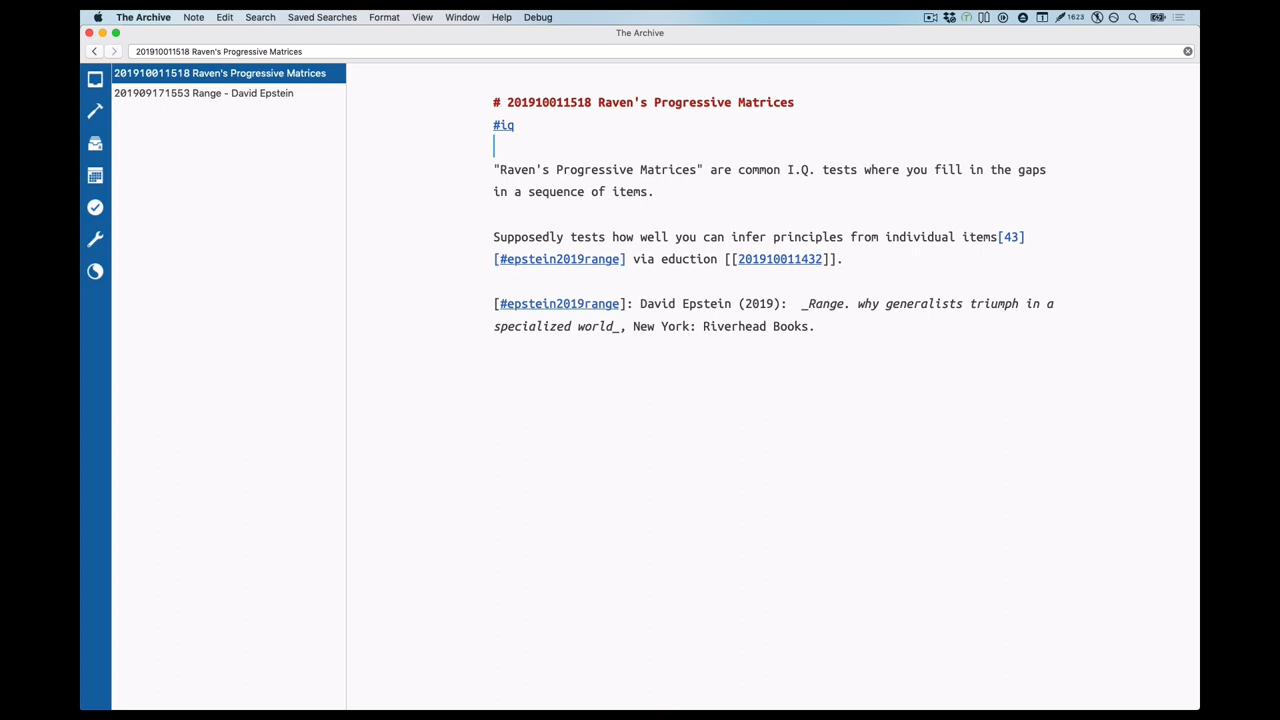 The Archive Note Edit Search Saved Searches Format View Window Help Debug 1623
The Archive
201910011518 Raven's Progressive Matrices
201910011518 Raven's Progressive Matrices
201909171553 Range - David Epstein
# 201910011518 Raven's Progressive Matrices
#iq
"Raven's Progressive Matrices" are common I.Q. tests where you fill in the gaps
in a sequence of items.
Supposedly tests how well you can infer principles from individual items[43]
[#epstein2019range] via eduction [[201910011432]].
[#epstein2019range]: David Epstein (2019):  _Range. why generalists triumph in a
specialized world_, New York: Riverhead Books.